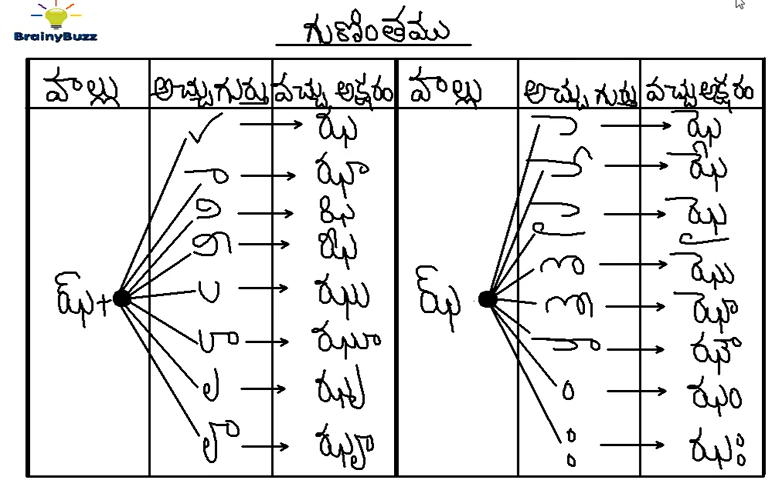 BrainyBuzz
గుణింతము
హల్లు అచ్చు గుర్తు వచ్చు అక్షరం హల్లు అచ్చు గుర్తు వచ్చు అక్షరం
✓ → ఝ ె → ఝె
ా → ఝా ే → ఝే
ి → ఝి ై → ఝై
ీ → ఝీ ొ → ఝొ
ఝ్ + ు → ఝు ఝ్ ో → ఝో
ూ → ఝూ ౌ → ఝౌ
ృ → ఝృ ం → ఝం
ౄ → ఝౄ ః → ఝః